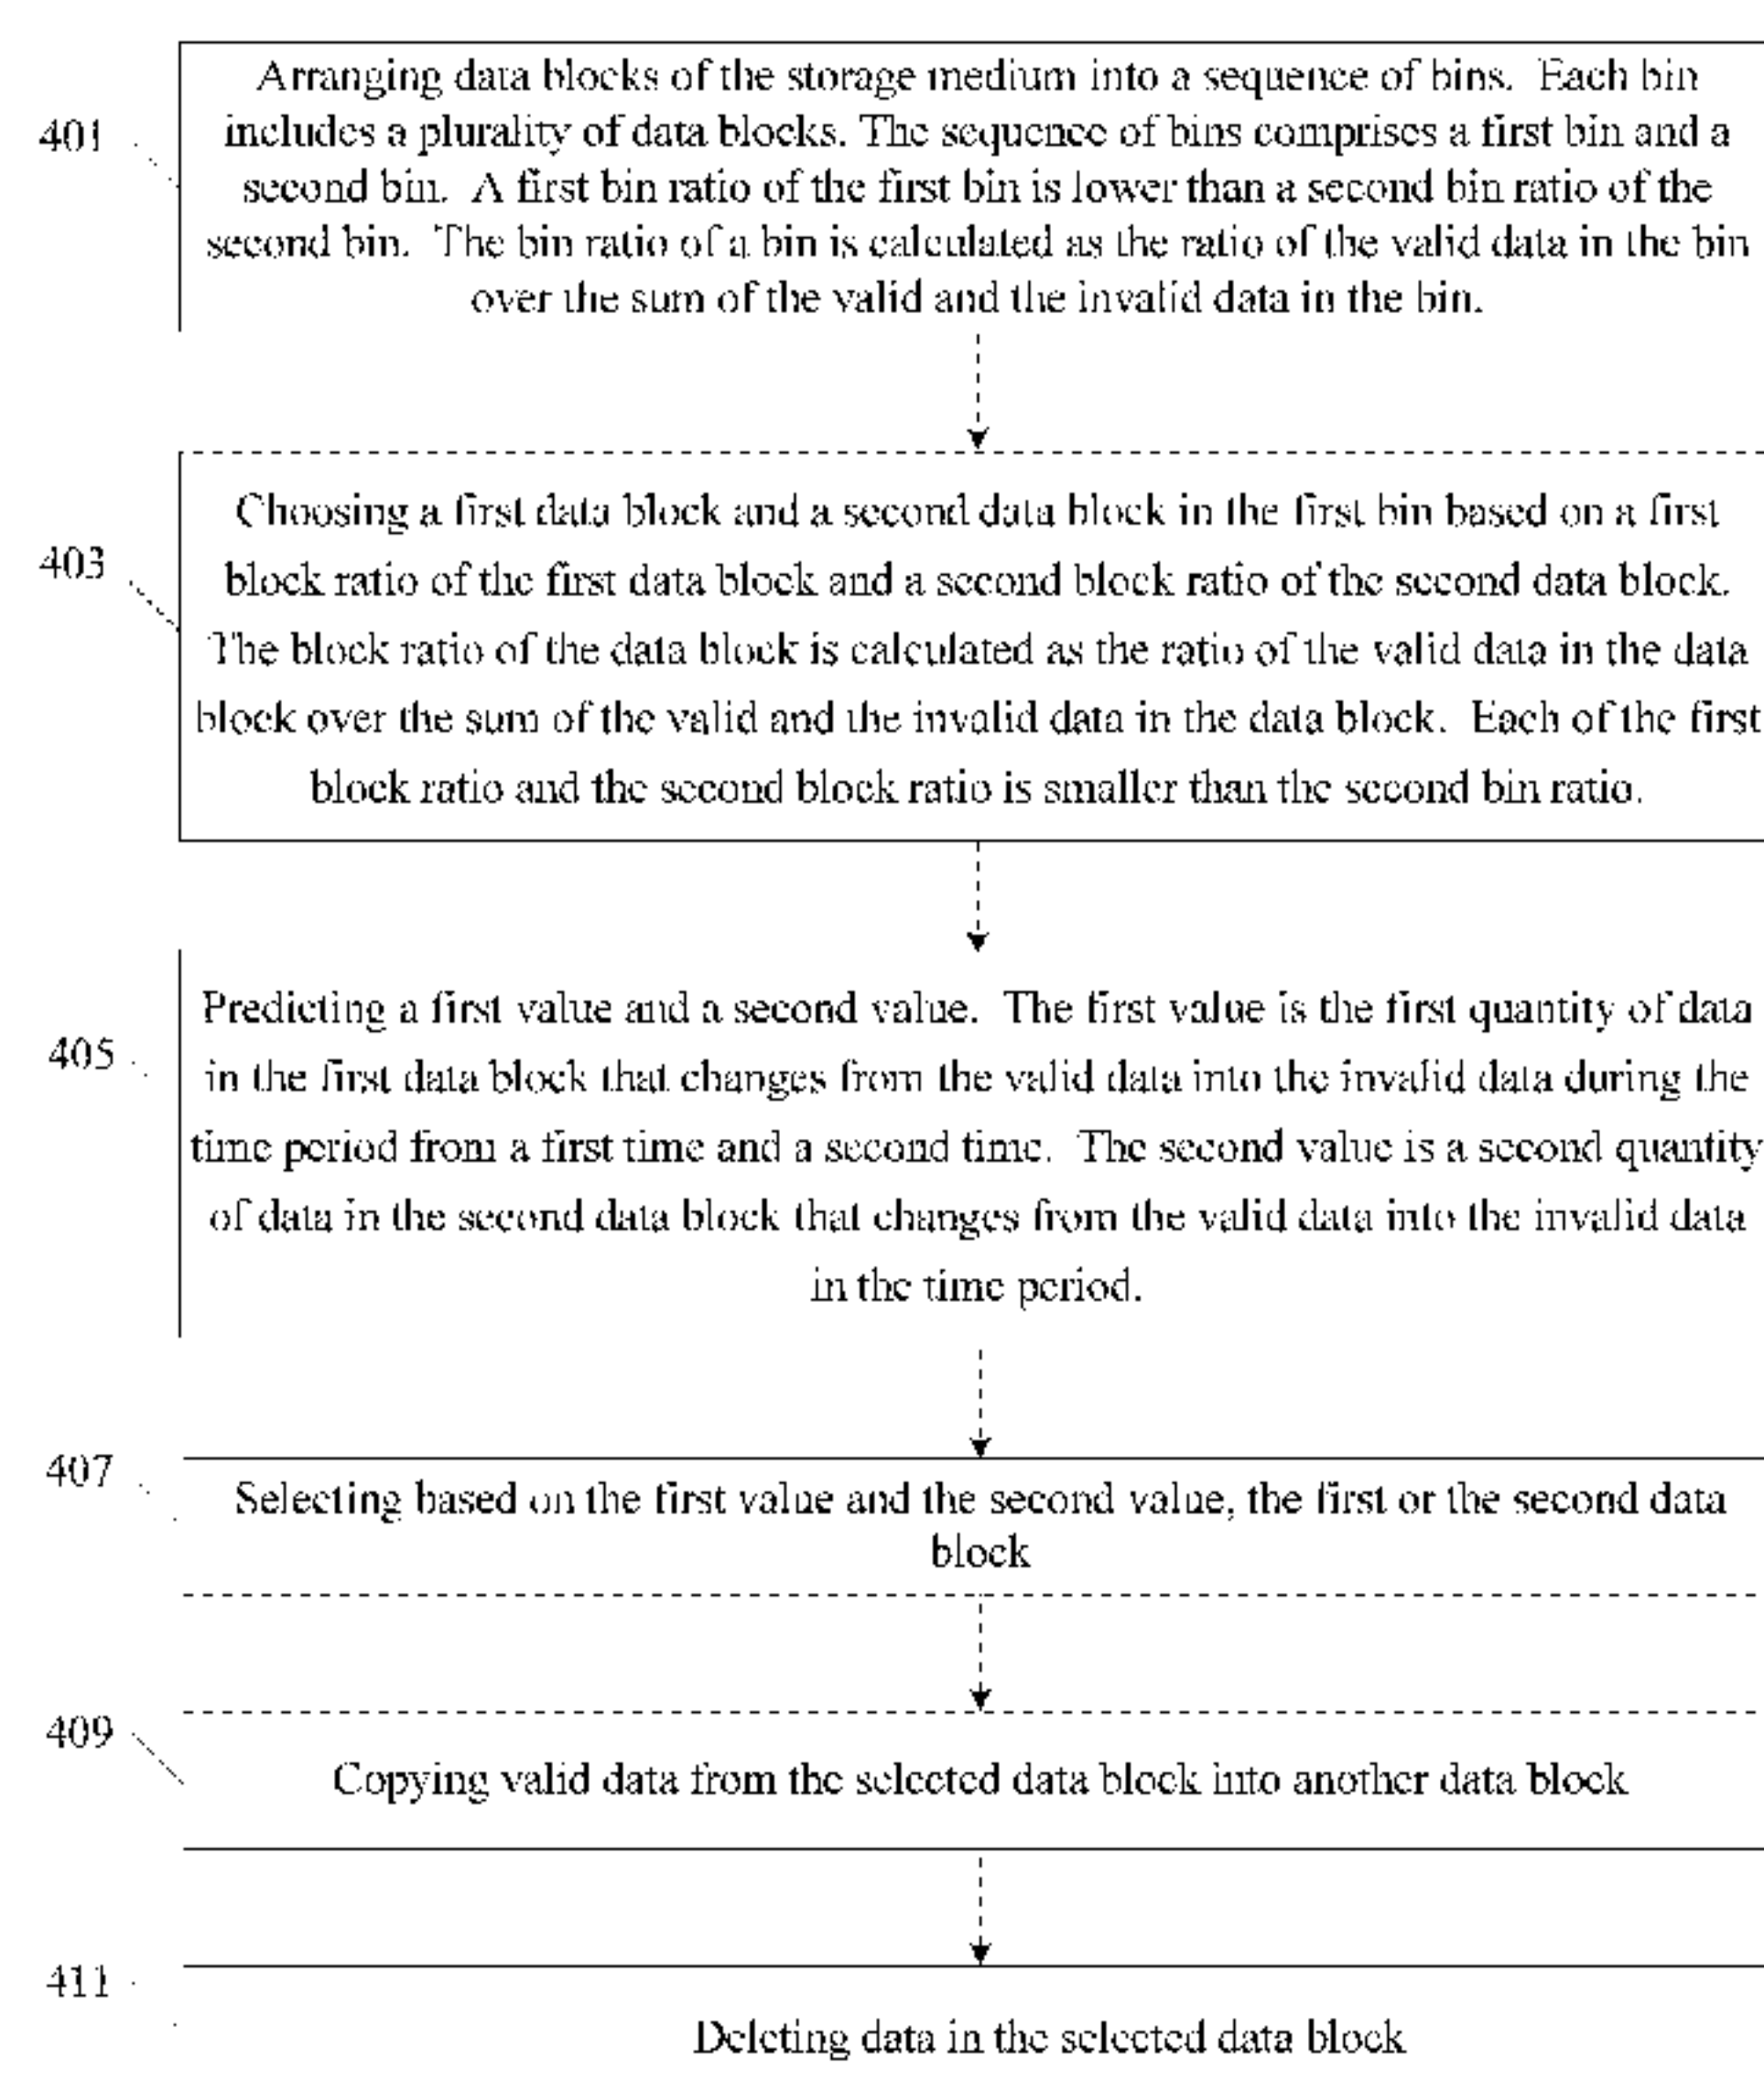 401
Arranging data blocks of the storage medium into a sequence of bins. Each bin
includes a plurality of data blocks. The sequence of bins comprises a first bin and a
second bin. A first bin ratio of the first bin is lower than a second bin ratio of the
second bin. The bin ratio of a bin is calculated as the ratio of the valid data in the bin
over the sum of the valid and the invalid data in the bin.
403
Choosing a first data block and a second data block in the first bin based on a first
block ratio of the first data block and a second block ratio of the second data block.
The block ratio of the data block is calculated as the ratio of the valid data in the data
block over the sum of the valid and the invalid data in the data block. Each of the first
block ratio and the second block ratio is smaller than the second bin ratio.
405
Predicting a first value and a second value. The first value is the first quantity of data
in the first data block that changes from the valid data into the invalid data during the
time period from a first time and a second time. The second value is a second quantity
of data in the second data block that changes from the valid data into the invalid data
in the time period.
407
Selecting based on the first value and the second value, the first or the second data
block
409
Copying valid data from the selected data block into another data block
411
Deleting data in the selected data block